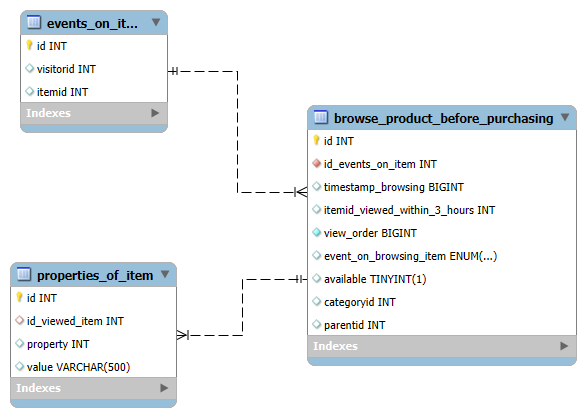 events_on_it...
id INT
visitorid INT
itemid INT
Indexes
browse_product_before_purchasing
id INT
id_events_on_item INT
timestamp_browsing BIGINT
itemid_viewed_within_3_hours INT
view_order BIGINT
event_on_browsing_item ENUM(...)
available TINYINT(1)
categoryid INT
parentid INT
Indexes
properties_of_item
id INT
id_viewed_item INT
property INT
value VARCHAR(500)
Indexes